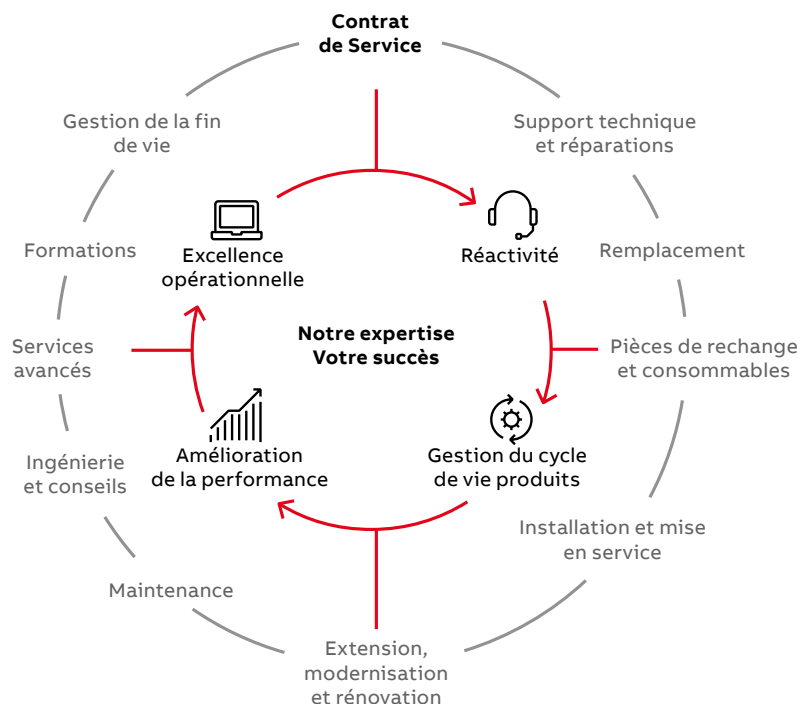 Contrat
de Service
Gestion de la fin
de vie
Support technique
et réparations
Formations
Excellence
opérationnelle
Réactivité
Remplacement
Notre expertise
Votre succès
Services
avancés
Pièces de rechange
et consommables
Ingénierie
et conseils
Amélioration
de la performance
Gestion du cycle
de vie produits
Installation et mise
en service
Maintenance
Extension,
modernisation
et rénovation